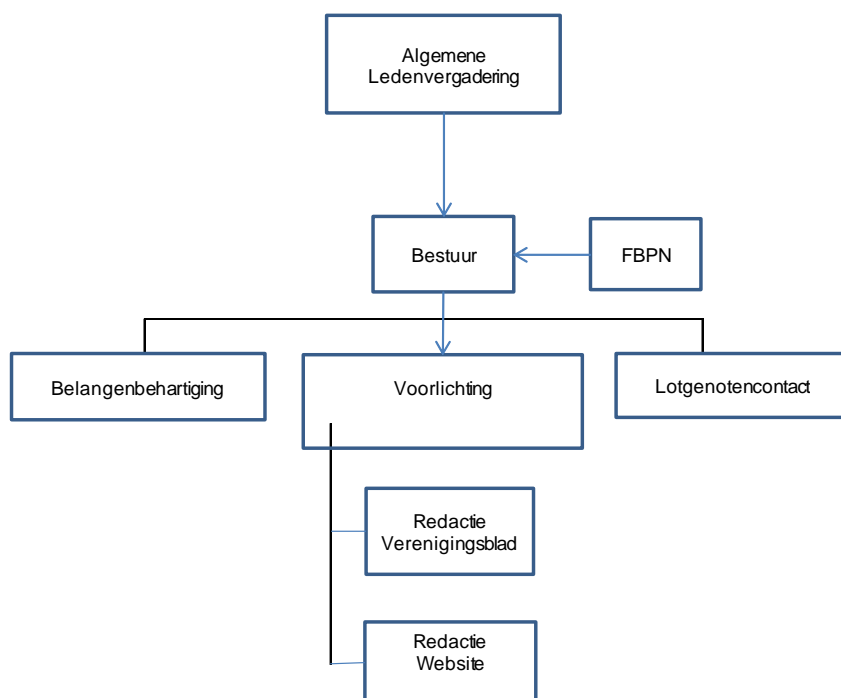 Algemene
Ledenvergadering
Bestuur
FBPN
Belangenbehartiging
Voorlichting
Lotgenotencontact
Redactie
Verenigingsblad
Redactie
Website